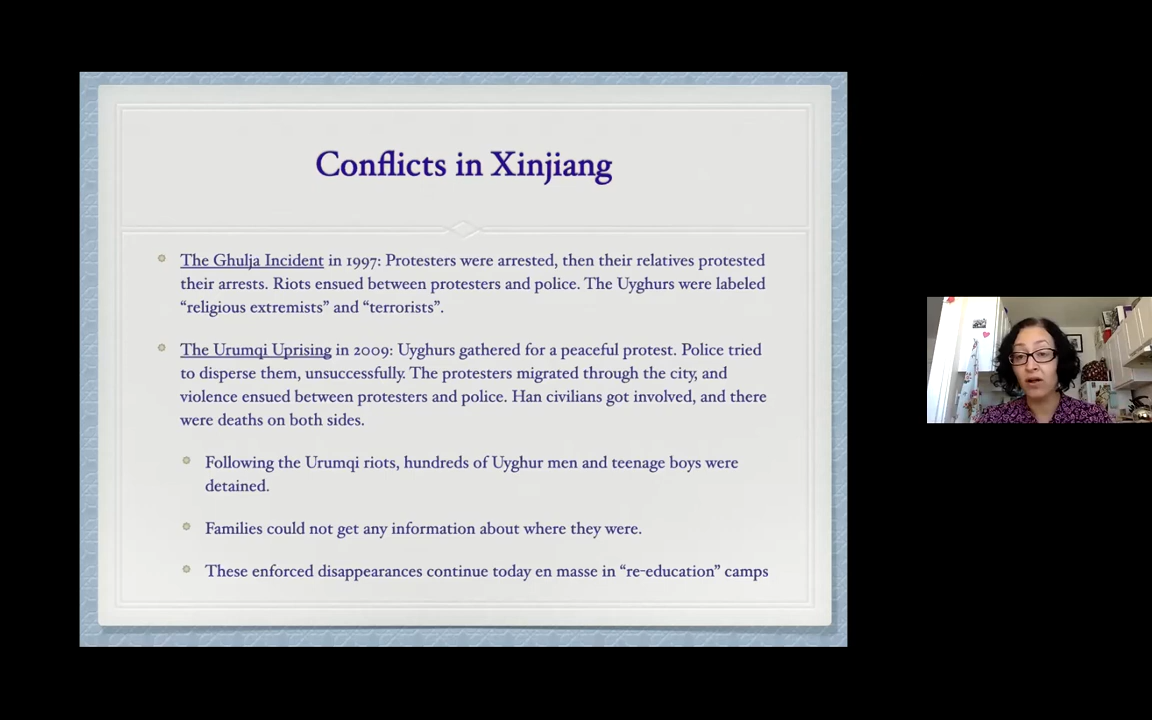 Conflicts in Xinjiang
The Ghulja Incident in 1997: Protesters were arrested, then their relatives protested
their arrests. Riots ensued between protesters and police. The Uyghurs were labeled
“religious extremists” and “terrorists”.
The Urumqi Uprising in 2009: Uyghurs gathered for a peaceful protest. Police tried
to disperse them, unsuccessfully. The protesters migrated through the city, and
violence ensued between protesters and police. Han civilians got involved, and there
were deaths on both sides.
Following the Urumqi riots, hundreds of Uyghur men and teenage boys were
detained.
Families could not get any information about where they were.
These enforced disappearances continue today en masse in “re-education” camps